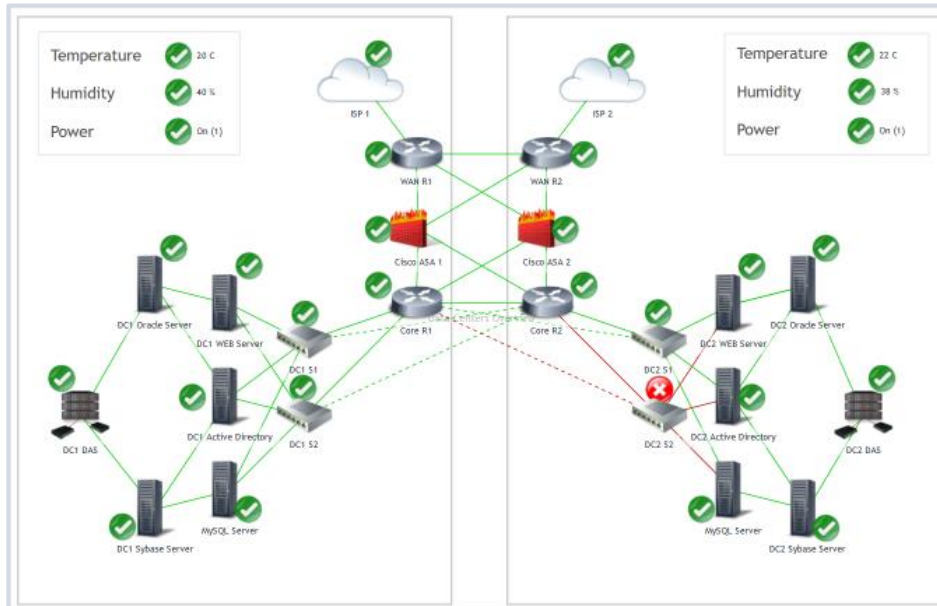 Temperature 20 C
Humidity 40 %
Power On (1)
Temperature 22 C
Humidity 38 %
Power On (1)
ISP 1
ISP 2
WAN R1
WAN R2
Cisco ASA 1
Cisco ASA 2
Core R1
Core R2
DC1 Oracle Server
DC1 WEB Server
DC1 S1
DC2 S1
DC2 WEB Server
DC2 Oracle Server
DC1 DAS
DC1 Active Directory
DC1 S2
DC2 S2
DC2 Active Directory
DC2 DAS
DC1 Sybase Server
MySQL Server
MySQL Server
DC2 Sybase Server